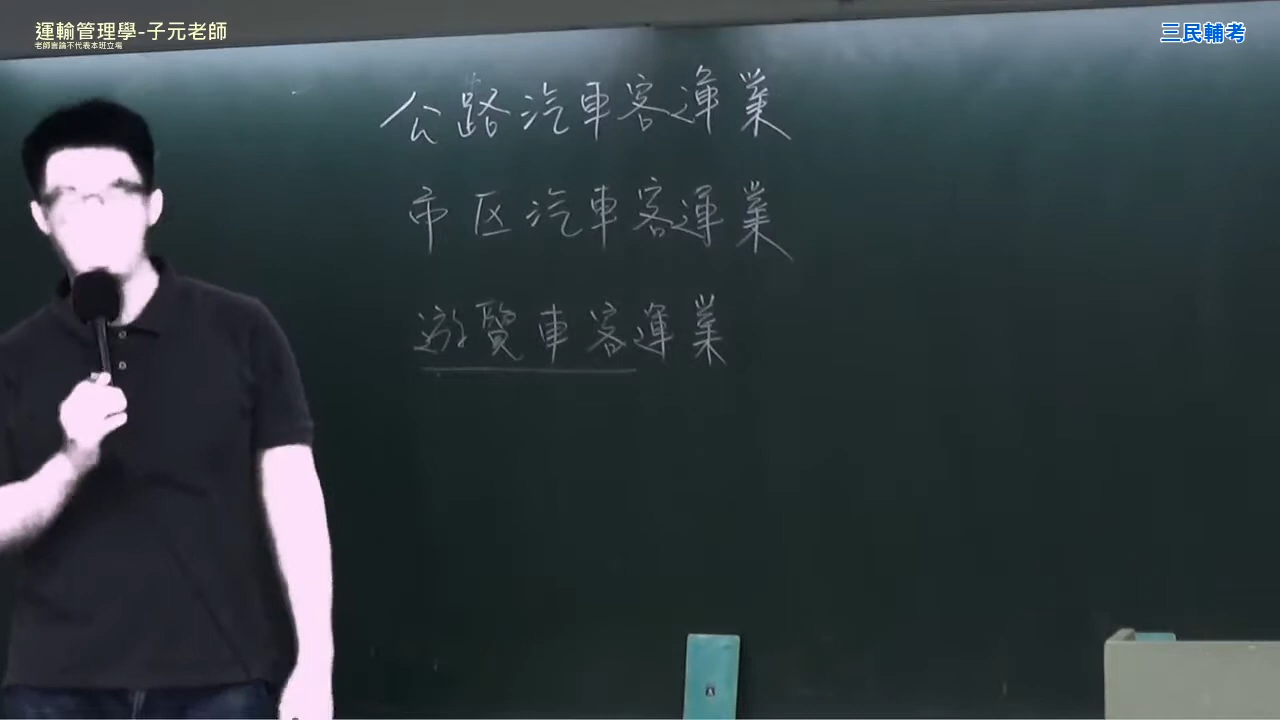 運輸管理學-子元老師
老師言論不代表本班立場
三民輔考
公路汽車客運業
市区汽車客運業
遊覽車客運業